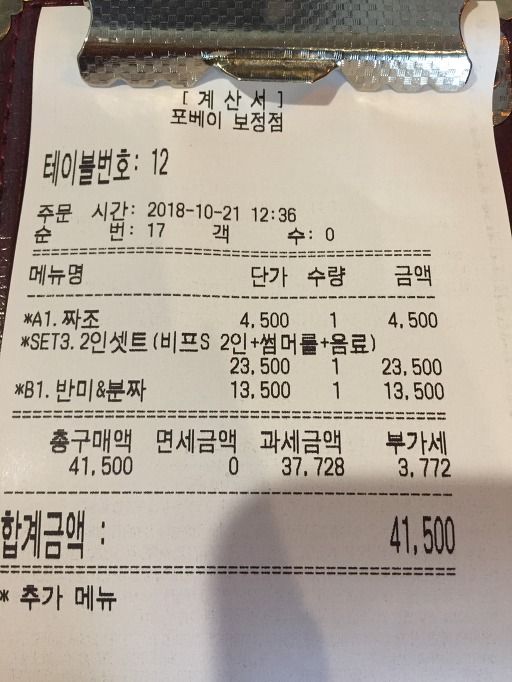 [ 계 산 서 ]
포베이 보정점
테이블번호: 12
주문 시간: 2018-10-21 12:36
순 번: 17 객 수: 0
메뉴명 단가 수량 금액
*A1.짜조 4,500 1 4,500
*SET3.2인셋트(비프S 2인+썸머롤+음료)
23,500 1 23,500
*B1.반미&분짜 13,500 1 13,500
총구매액 면세금액 과세금액 부가세
41,500 0 37,728 3,772
합계금액 : 41,500
* 추가 메뉴